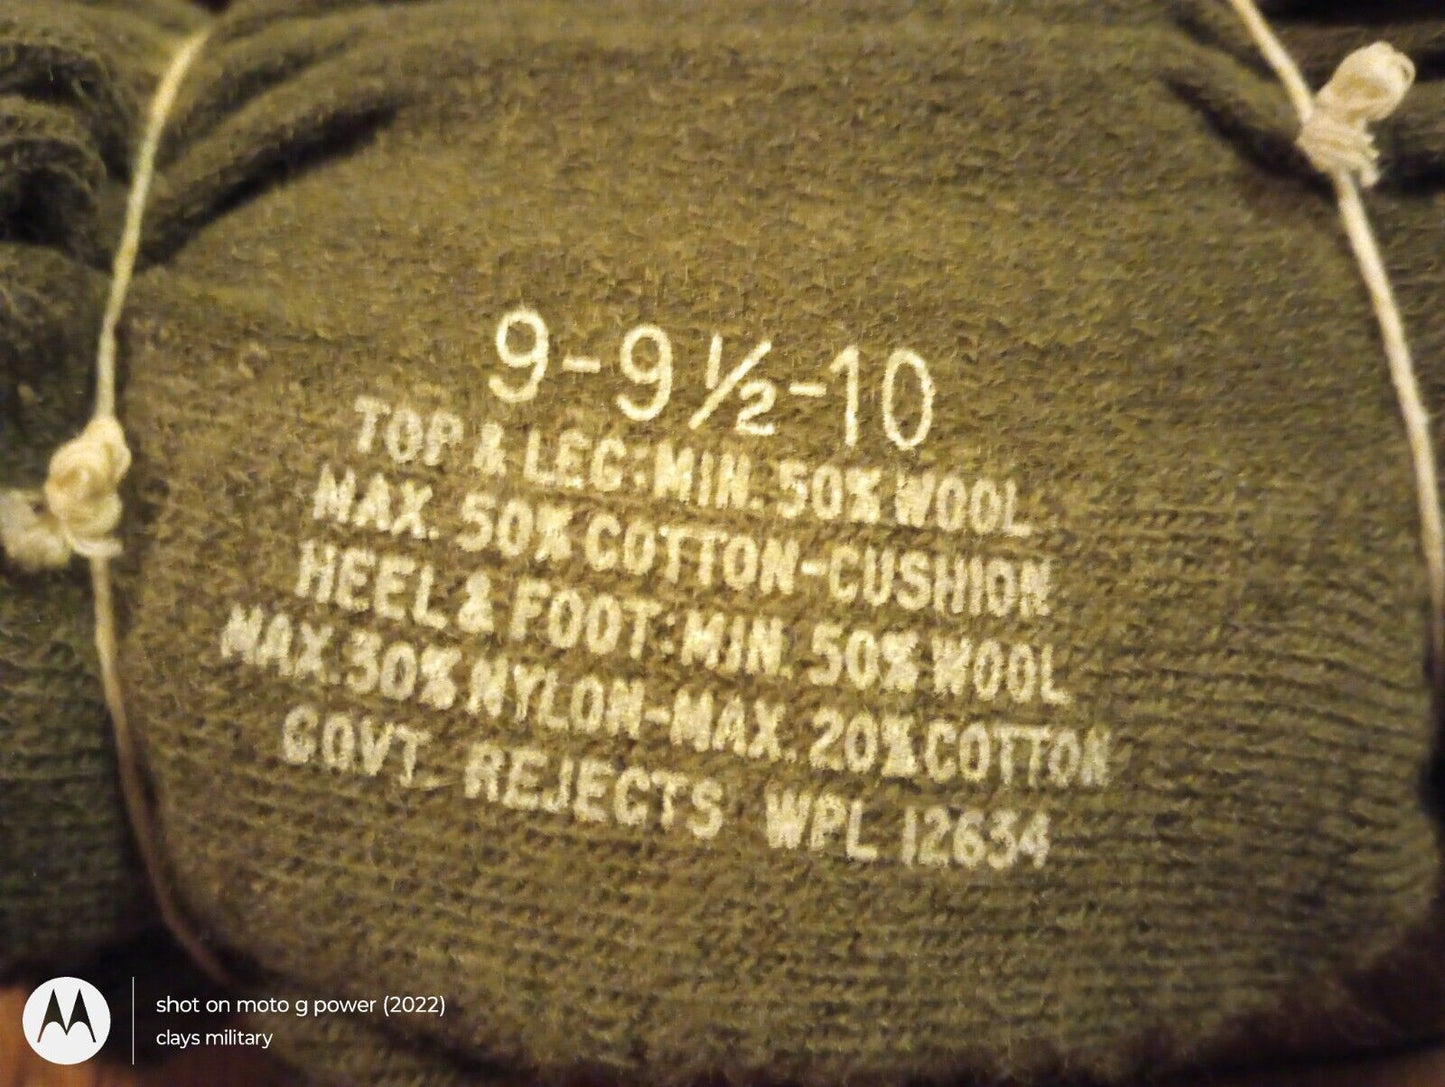 9-9½-10
TOP & LEG: MIN. 50% WOOL
MAX. 50% COTTON-CUSHION
HEEL & FOOT: MIN. 50% WOOL
MAX. 30% NYLON-MAX. 20% COTTON
GOVT. REJECTS WPL 12634
shot on moto g power (2022)
clays military